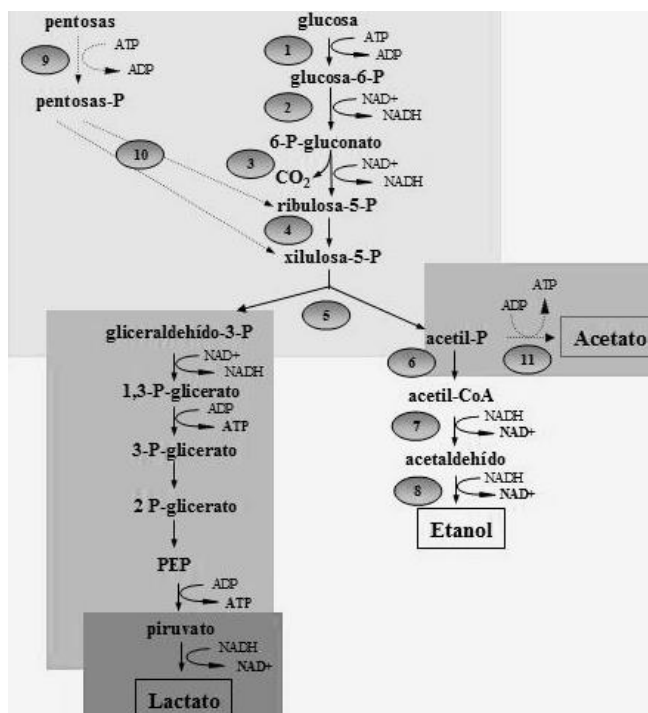 pentosas
glucosa
9
ATP
ADP
1
ATP
ADP
pentosas-P
glucosa-6-P
2
NAD+
NADH
10
6-P-gluconato
3
CO2
NAD+
NADH
ribulosa-5-P
4
xilulosa-5-P
5
ATP
ADP
gliceraldehído-3-P
acetil-P
Acetato
6
11
NAD+
NADH
1,3-P-glicerato
acetil-CoA
ADP
ATP
7
NADH
NAD+
3-P-glicerato
acetaldehído
8
NADH
NAD+
2 P-glicerato
Etanol
PEP
ADP
ATP
piruvato
NADH
NAD+
Lactato